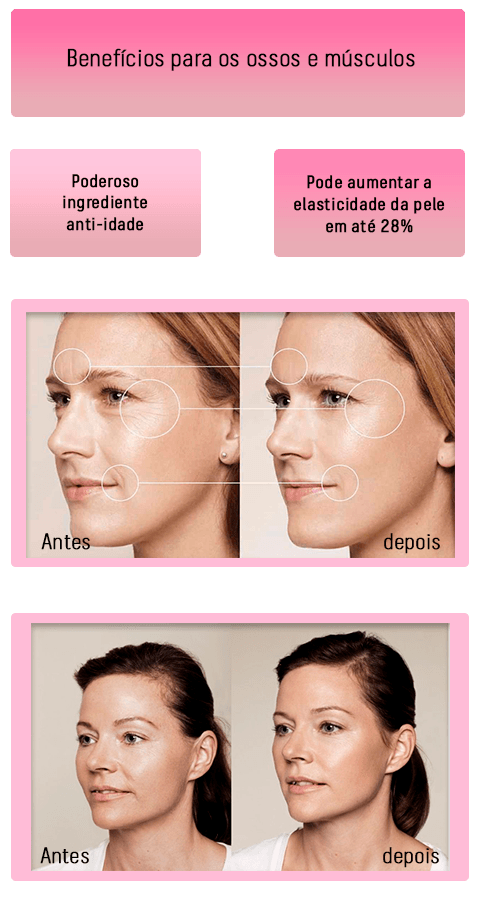 Benefícios para os ossos e músculos
Poderoso
ingrediente
anti-idade
Pode aumentar a
elasticidade da pele
em até 28%
Antes
depois
Antes
depois